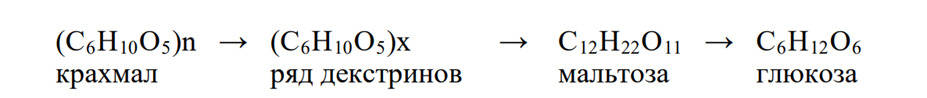 (C₆H₁₀O₅)n → (C₆H₁₀O₅)x → C₁₂H₂₂O₁₁ → C₆H₁₂O₆
крахмал ряд декстринов мальтоза глюкоза